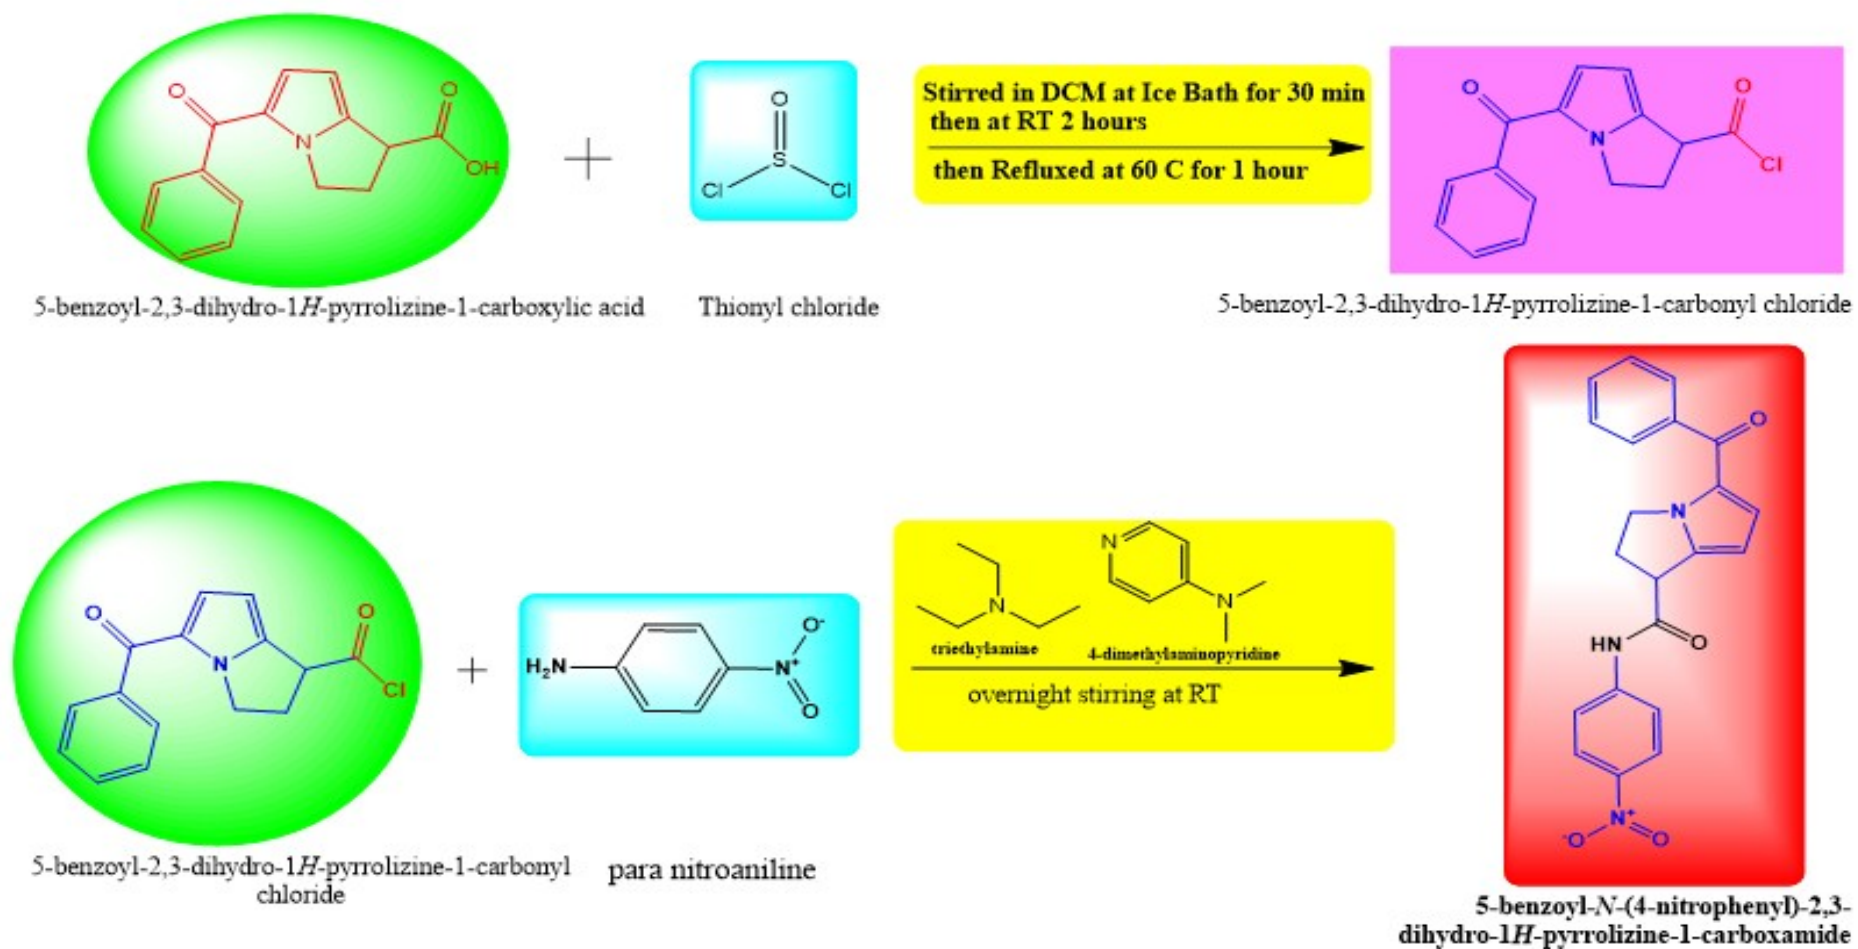 O
O
N
OH
O
S
Cl
Cl
Stirred in DCM at Ice Bath for 30 min
then at RT 2 hours
then Refluxed at 60 C for 1 hour
O
O
N
Cl
5-benzoyl-2,3-dihydro-1H-pyrrolizine-1-carboxylic acid
Thionyl chloride
5-benzoyl-2,3-dihydro-1H-pyrrolizine-1-carbonyl chloride
O
O
N
Cl
H₂N
N⁺
O⁻
O
N
N
triethylamine
N
4-dimethylaminopyridine
overnight stirring at RT
O
N
HN
O
N⁺
⁻O
O
5-benzoyl-2,3-dihydro-1H-pyrrolizine-1-carbonyl
chloride
para nitroaniline
5-benzoyl-N-(4-nitrophenyl)-2,3-
dihydro-1H-pyrrolizine-1-carboxamide